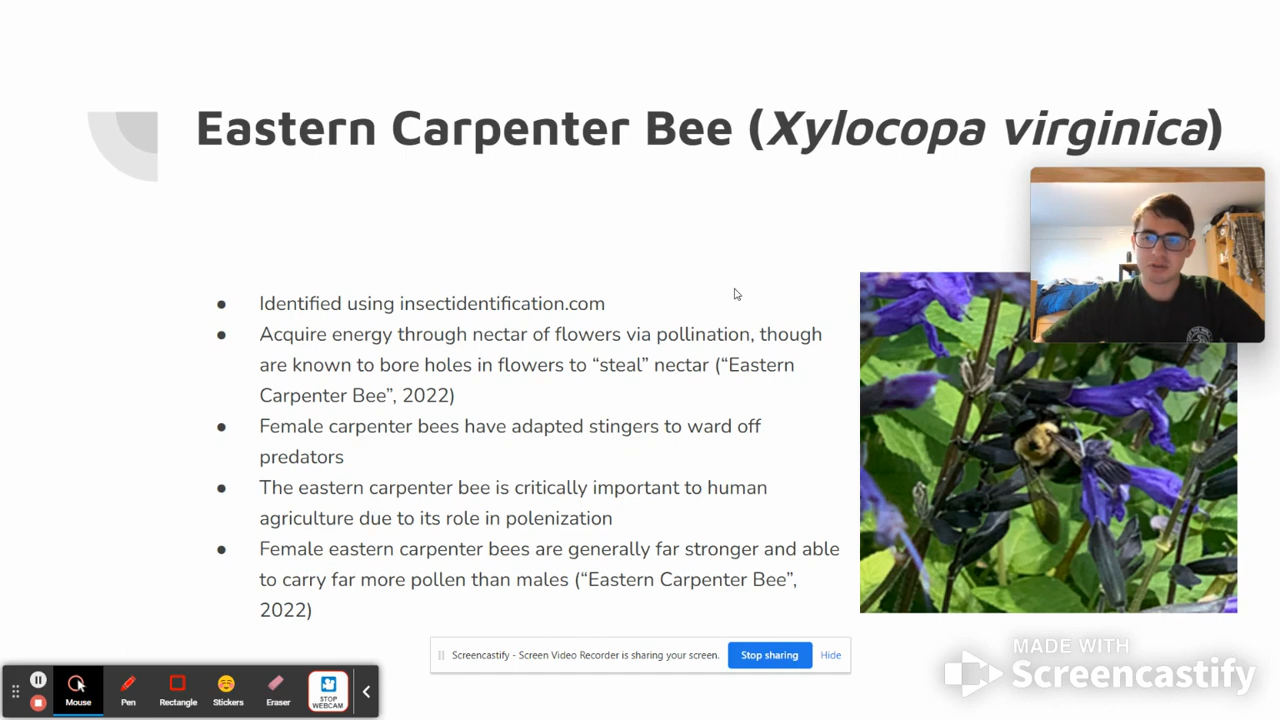 Eastern Carpenter Bee (Xylocopa virginica)
● Identified using insectidentification.com
● Acquire energy through nectar of flowers via pollination, though
are known to bore holes in flowers to “steal” nectar (“Eastern
Carpenter Bee”, 2022)
● Female carpenter bees have adapted stingers to ward off
predators
● The eastern carpenter bee is critically important to human
agriculture due to its role in polenization
● Female eastern carpenter bees are generally far stronger and able
to carry far more pollen than males (“Eastern Carpenter Bee”,
2022)
Screencastify - Screen Video Recorder is sharing your screen. Stop sharing Hide
MADE WITH
Screencastify
Mouse Pen Rectangle Stickers Eraser STOP
WEBCAM